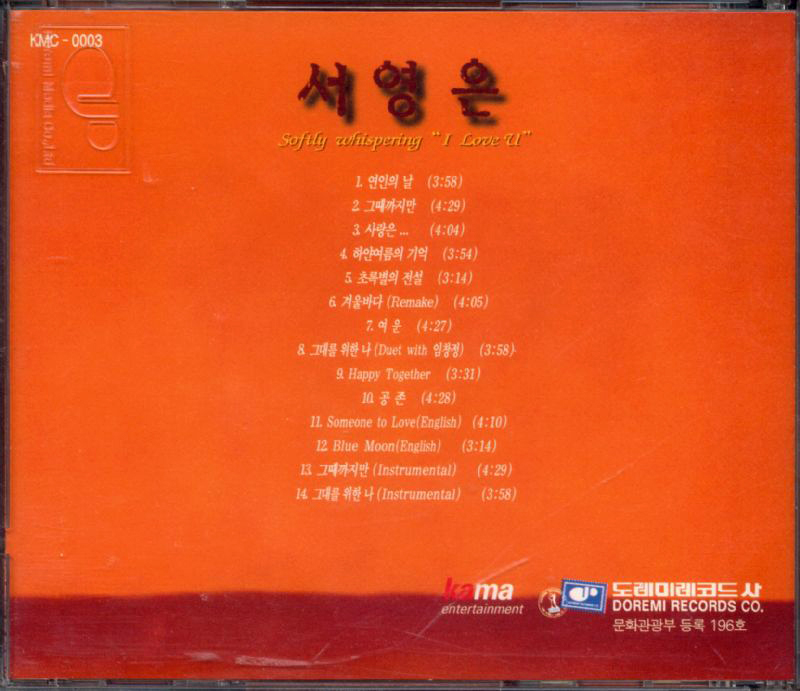 KMC - 0003
Doremi Media Co.,Ltd
서영은
Softly whispering "I Love U"
1. 연인의 날 (3:58)
2. 그때까지만 (4:29)
3. 사랑은 ... (4:04)
4. 하얀여름의 기억 (3:54)
5. 초록별의 전설 (3:14)
6. 겨울바다 (Remake) (4:05)
7. 여 운 (4:27)
8. 그대를 위한 나 (Duet with 임창정) (3:58)
9. Happy Together (3:31)
10. 공 존 (4:28)
11. Someone to Love(English) (4:10)
12. Blue Moon(English) (3:14)
13. 그때까지만 (Instrumental) (4:29)
14. 그대를 위한 나 (Instrumental) (3:58)
kama
entertainment
도레미레코드사
DOREMI RECORDS CO.
문화관광부 등록 196호